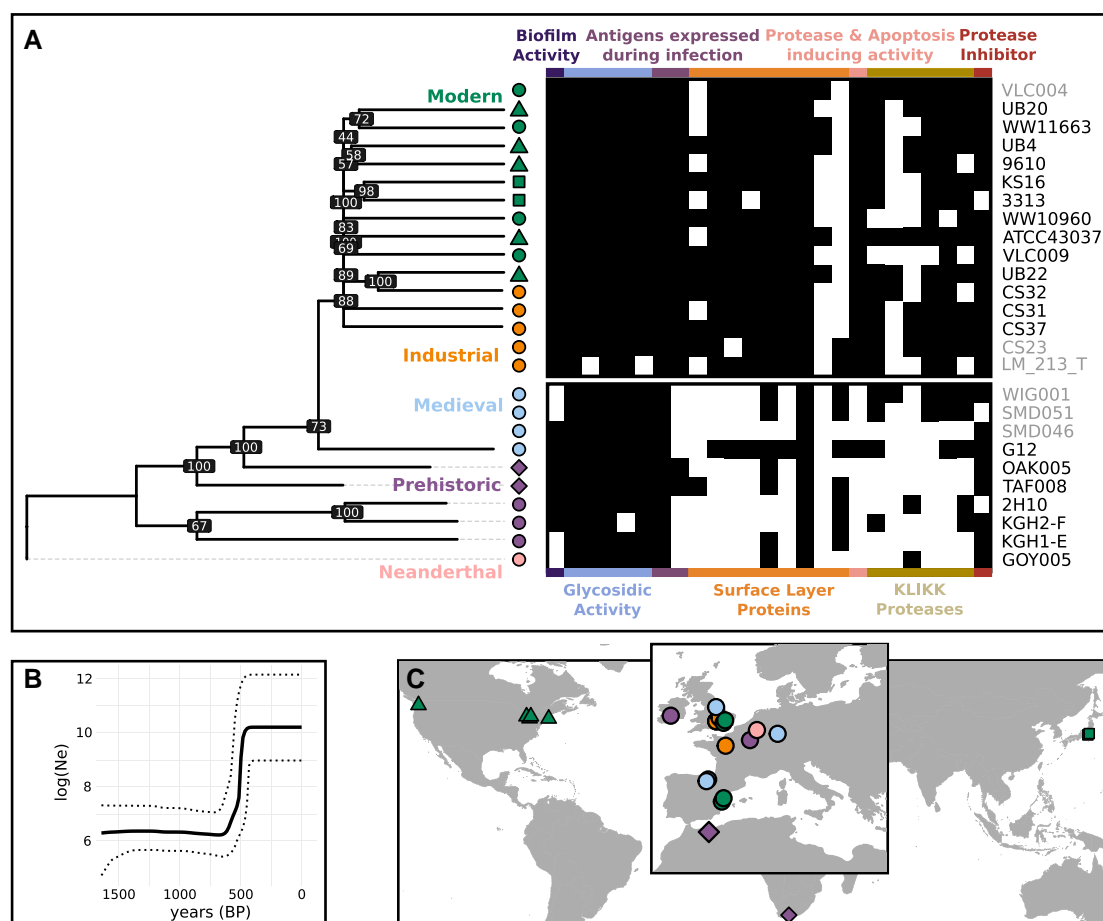 A
Biofilm Activity
Antigens expressed during infection
Protease & Apoptosis inducing activity
Protease Inhibitor
Modern
Industrial
Medieval
Prehistoric
Neanderthal
72
44
58
57
98
100
83
69
89
100
88
73
100
100
100
67
VLC004
UB20
WW11663
UB4
9610
KS16
3313
WW10960
ATCC43037
VLC009
UB22
CS32
CS31
CS37
CS23
LM_213_T
WIG001
SMD051
SMD046
G12
OAK005
TAF008
2H10
KGH2-F
KGH1-E
GOY005
Glycosidic Activity
Surface Layer Proteins
KLIKK Proteases
B
12
10
8
6
log(Ne)
1500 1000 500 0
years (BP)
C